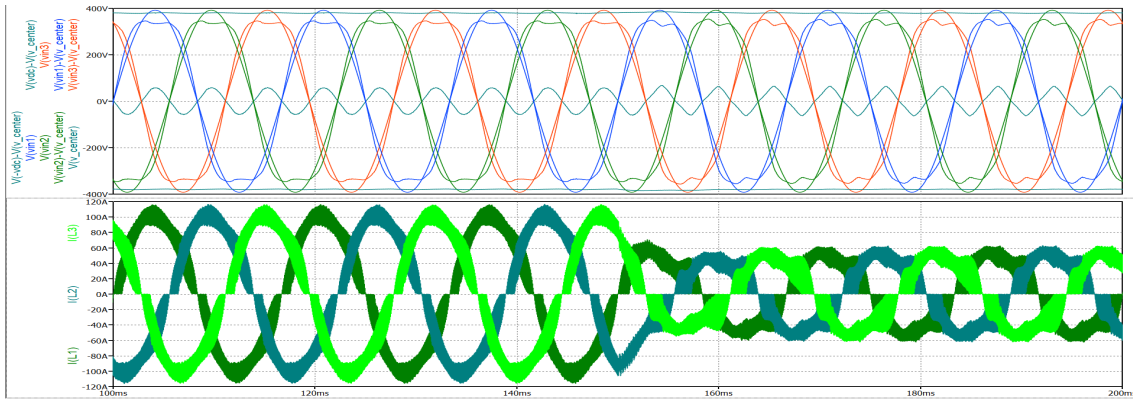 V(vdc)-V(v_center)
V(vin3)
V(vin1)-V(v_center)
V(vin3)-V(v_center)
V(-vdc)-V(v_center)
V(vin1)
V(vin2)
V(vin2)-V(v_center)
V(v_center)
400V
200V
0V
-200V
-400V
I(L3)
I(L2)
I(L1)
120A
100A
80A
60A
40A
20A
0A
-20A
-40A
-60A
-80A
-100A
-120A
100ms
120ms
140ms
160ms
180ms
200ms